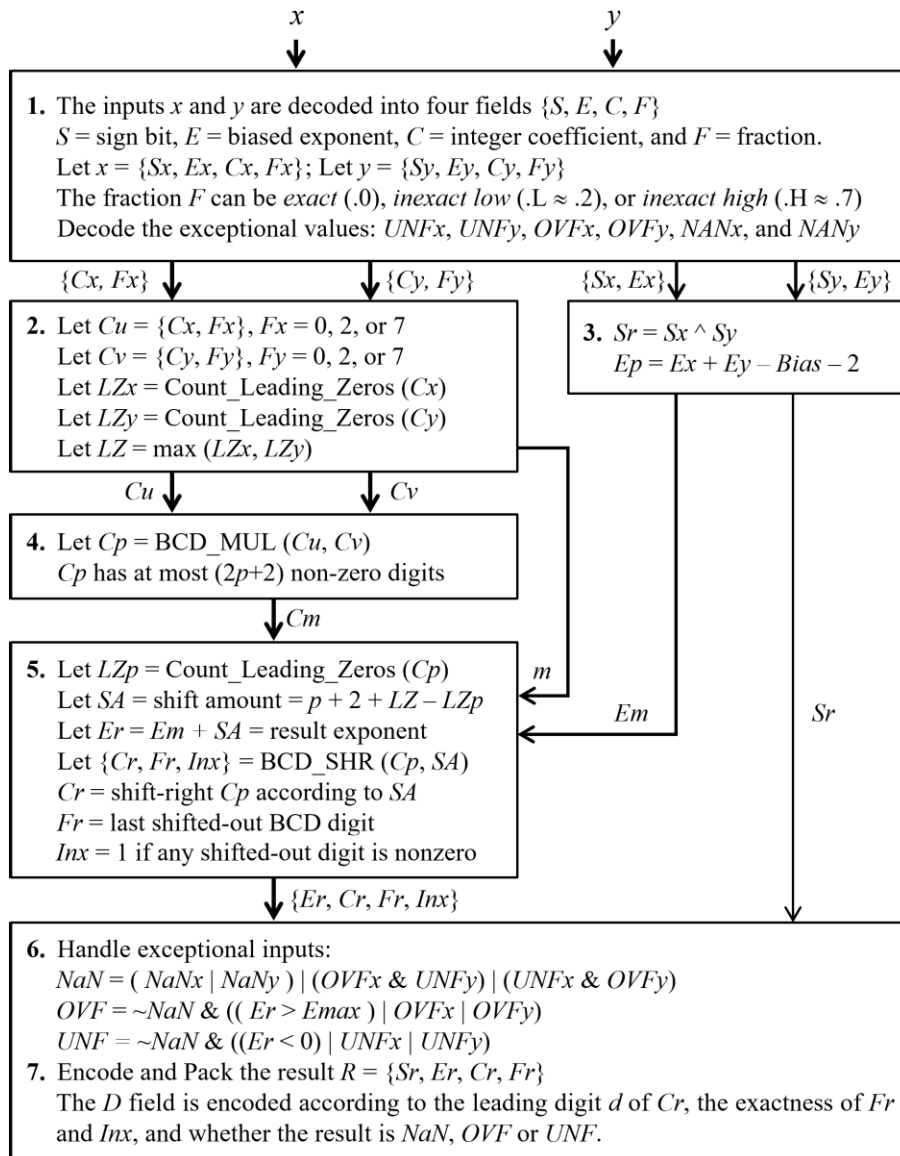 x y
1. The inputs x and y are decoded into four fields {S, E, C, F}
S = sign bit, E = biased exponent, C = integer coefficient, and F = fraction.
Let x = {Sx, Ex, Cx, Fx}; Let y = {Sy, Ey, Cy, Fy}
The fraction F can be exact (.0), inexact low (.L ≈ .2), or inexact high (.H ≈ .7)
Decode the exceptional values: UNFx, UNFy, OVFx, OVFy, NANx, and NANy
{Cx, Fx} {Cy, Fy} {Sx, Ex} {Sy, Ey}
2. Let Cu = {Cx, Fx}, Fx = 0, 2, or 7
Let Cv = {Cy, Fy}, Fy = 0, 2, or 7
Let LZx = Count_Leading_Zeros (Cx)
Let LZy = Count_Leading_Zeros (Cy)
Let LZ = max (LZx, LZy)
3. Sr = Sx ^ Sy
Ep = Ex + Ey – Bias – 2
Cu Cv
4. Let Cp = BCD_MUL (Cu, Cv)
Cp has at most (2p+2) non-zero digits
Cm
5. Let LZp = Count_Leading_Zeros (Cp)
Let SA = shift amount = p + 2 + LZ – LZp
Let Er = Em + SA = result exponent
Let {Cr, Fr, Inx} = BCD_SHR (Cp, SA)
Cr = shift-right Cp according to SA
Fr = last shifted-out BCD digit
Inx = 1 if any shifted-out digit is nonzero
m
Em
Sr
{Er, Cr, Fr, Inx}
6. Handle exceptional inputs:
NaN = ( NaNx | NaNy ) | (OVFx & UNFy) | (UNFx & OVFy)
OVF = ~NaN & (( Er > Emax ) | OVFx | OVFy)
UNF = ~NaN & ((Er < 0) | UNFx | UNFy)
7. Encode and Pack the result R = {Sr, Er, Cr, Fr}
The D field is encoded according to the leading digit d of Cr, the exactness of Fr
and Inx, and whether the result is NaN, OVF or UNF.